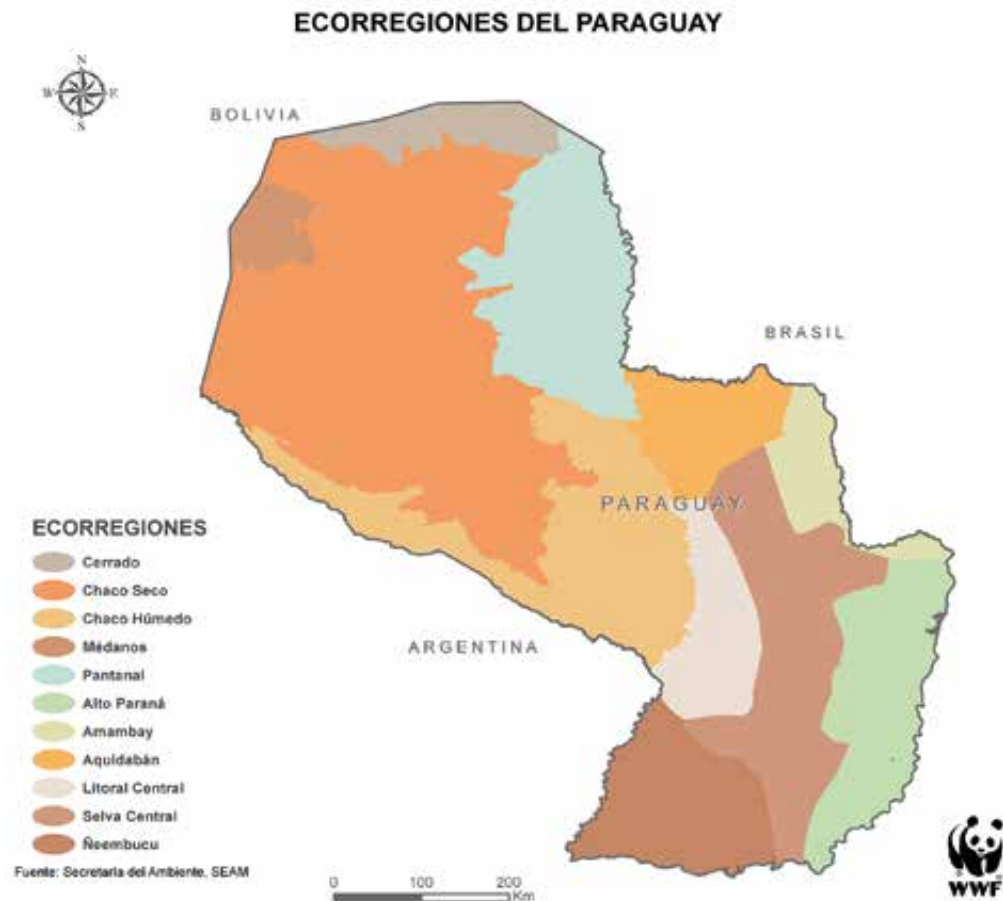 ECORREGIONES DEL PARAGUAY
N
W
E
S
BOLIVIA
BRASIL
PARAGUAY
ARGENTINA
ECORREGIONES
Cerrado
Chaco Seco
Chaco Húmedo
Médanos
Pantanal
Alto Paraná
Amambay
Aquidabán
Litoral Central
Selva Central
Ñeembucu
Fuente: Secretaria del Ambiente, SEAM
0 100 200
Km
WWF